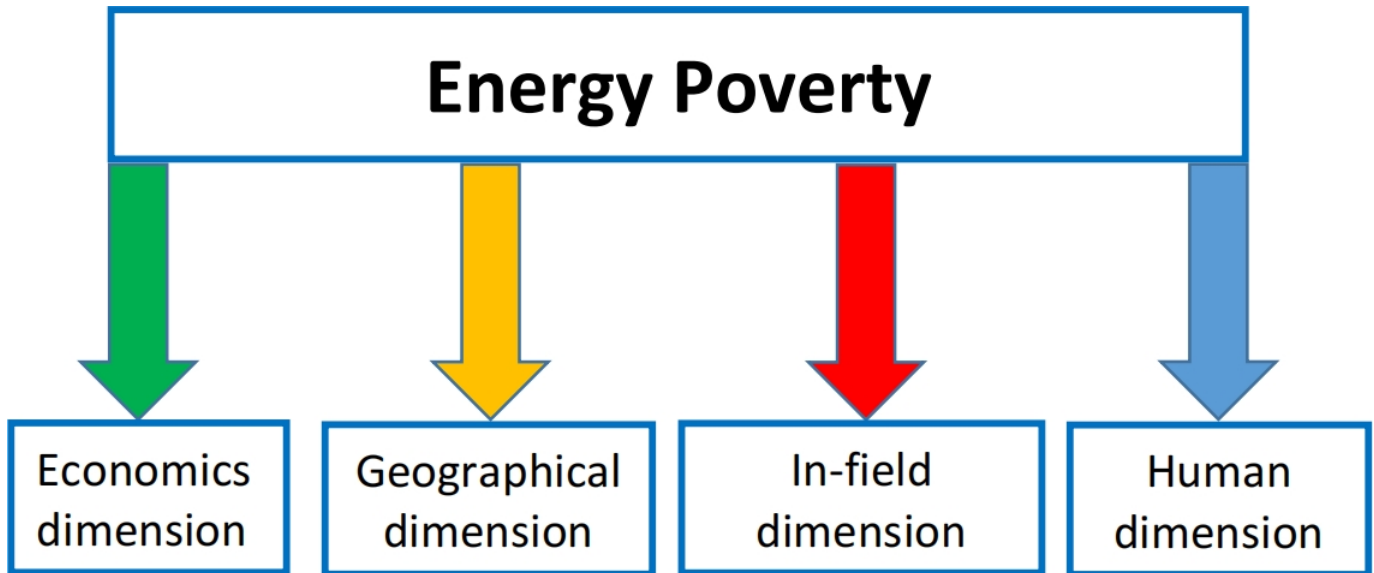 Energy Poverty
Economics
dimension
Geographical
dimension
In-field
dimension
Human
dimension